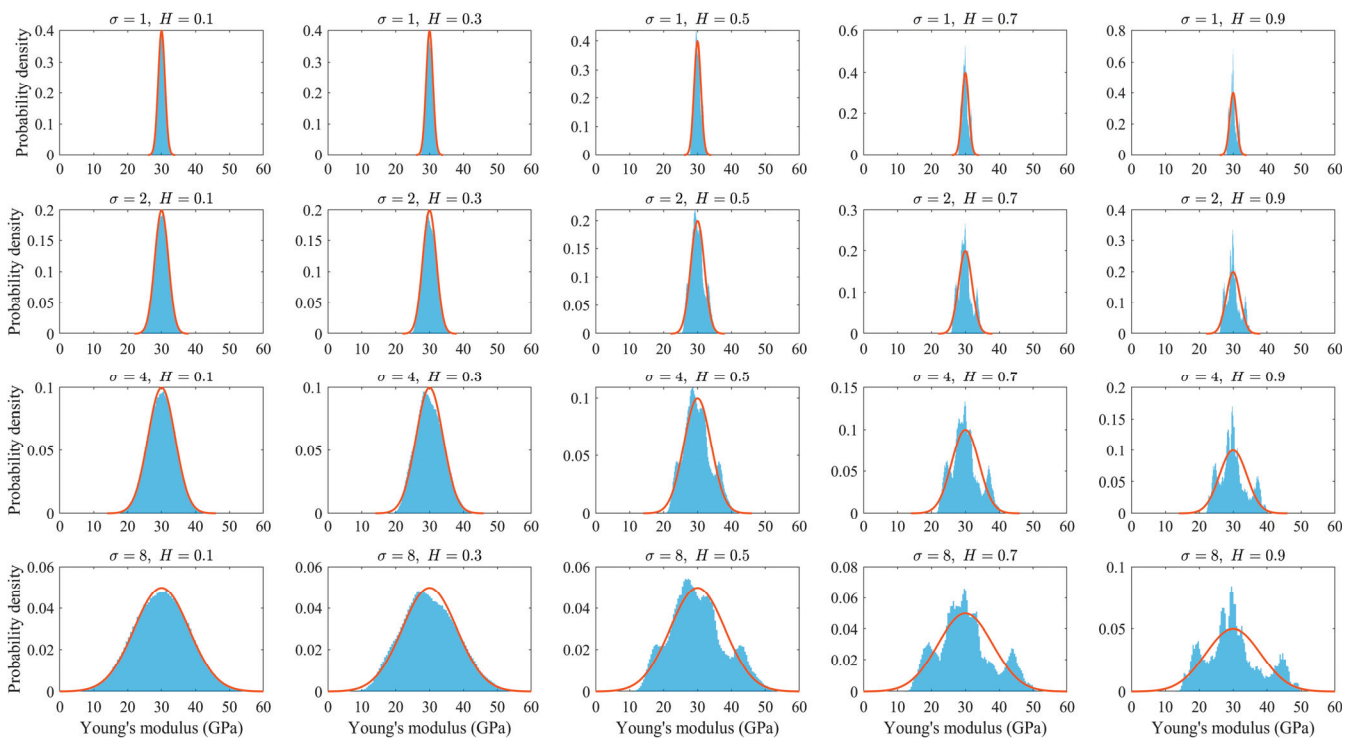 σ = 1, H = 0.1
σ = 1, H = 0.3
σ = 1, H = 0.5
σ = 1, H = 0.7
σ = 1, H = 0.9
Probability density
0.4
0.3
0.2
0.1
0
0 10 20 30 40 50 60
0.4
0.3
0.2
0.1
0
0 10 20 30 40 50 60
0.4
0.3
0.2
0.1
0
0 10 20 30 40 50 60
0.6
0.4
0.2
0
0 10 20 30 40 50 60
0.8
0.6
0.4
0.2
0
0 10 20 30 40 50 60
σ = 2, H = 0.1
σ = 2, H = 0.3
σ = 2, H = 0.5
σ = 2, H = 0.7
σ = 2, H = 0.9
Probability density
0.2
0.15
0.1
0.05
0
0 10 20 30 40 50 60
0.2
0.15
0.1
0.05
0
0 10 20 30 40 50 60
0.2
0.15
0.1
0.05
0
0 10 20 30 40 50 60
0.3
0.2
0.1
0
0 10 20 30 40 50 60
0.4
0.3
0.2
0.1
0
0 10 20 30 40 50 60
σ = 4, H = 0.1
σ = 4, H = 0.3
σ = 4, H = 0.5
σ = 4, H = 0.7
σ = 4, H = 0.9
Probability density
0.1
0.05
0
0 10 20 30 40 50 60
0.1
0.05
0
0 10 20 30 40 50 60
0.1
0.05
0
0 10 20 30 40 50 60
0.15
0.1
0.05
0
0 10 20 30 40 50 60
0.2
0.15
0.1
0.05
0
0 10 20 30 40 50 60
σ = 8, H = 0.1
σ = 8, H = 0.3
σ = 8, H = 0.5
σ = 8, H = 0.7
σ = 8, H = 0.9
Probability density
0.06
0.04
0.02
0
0 10 20 30 40 50 60
0.06
0.04
0.02
0
0 10 20 30 40 50 60
0.06
0.04
0.02
0
0 10 20 30 40 50 60
0.08
0.06
0.04
0.02
0
0 10 20 30 40 50 60
0.1
0.05
0
0 10 20 30 40 50 60
Young's modulus (GPa)
Young's modulus (GPa)
Young's modulus (GPa)
Young's modulus (GPa)
Young's modulus (GPa)